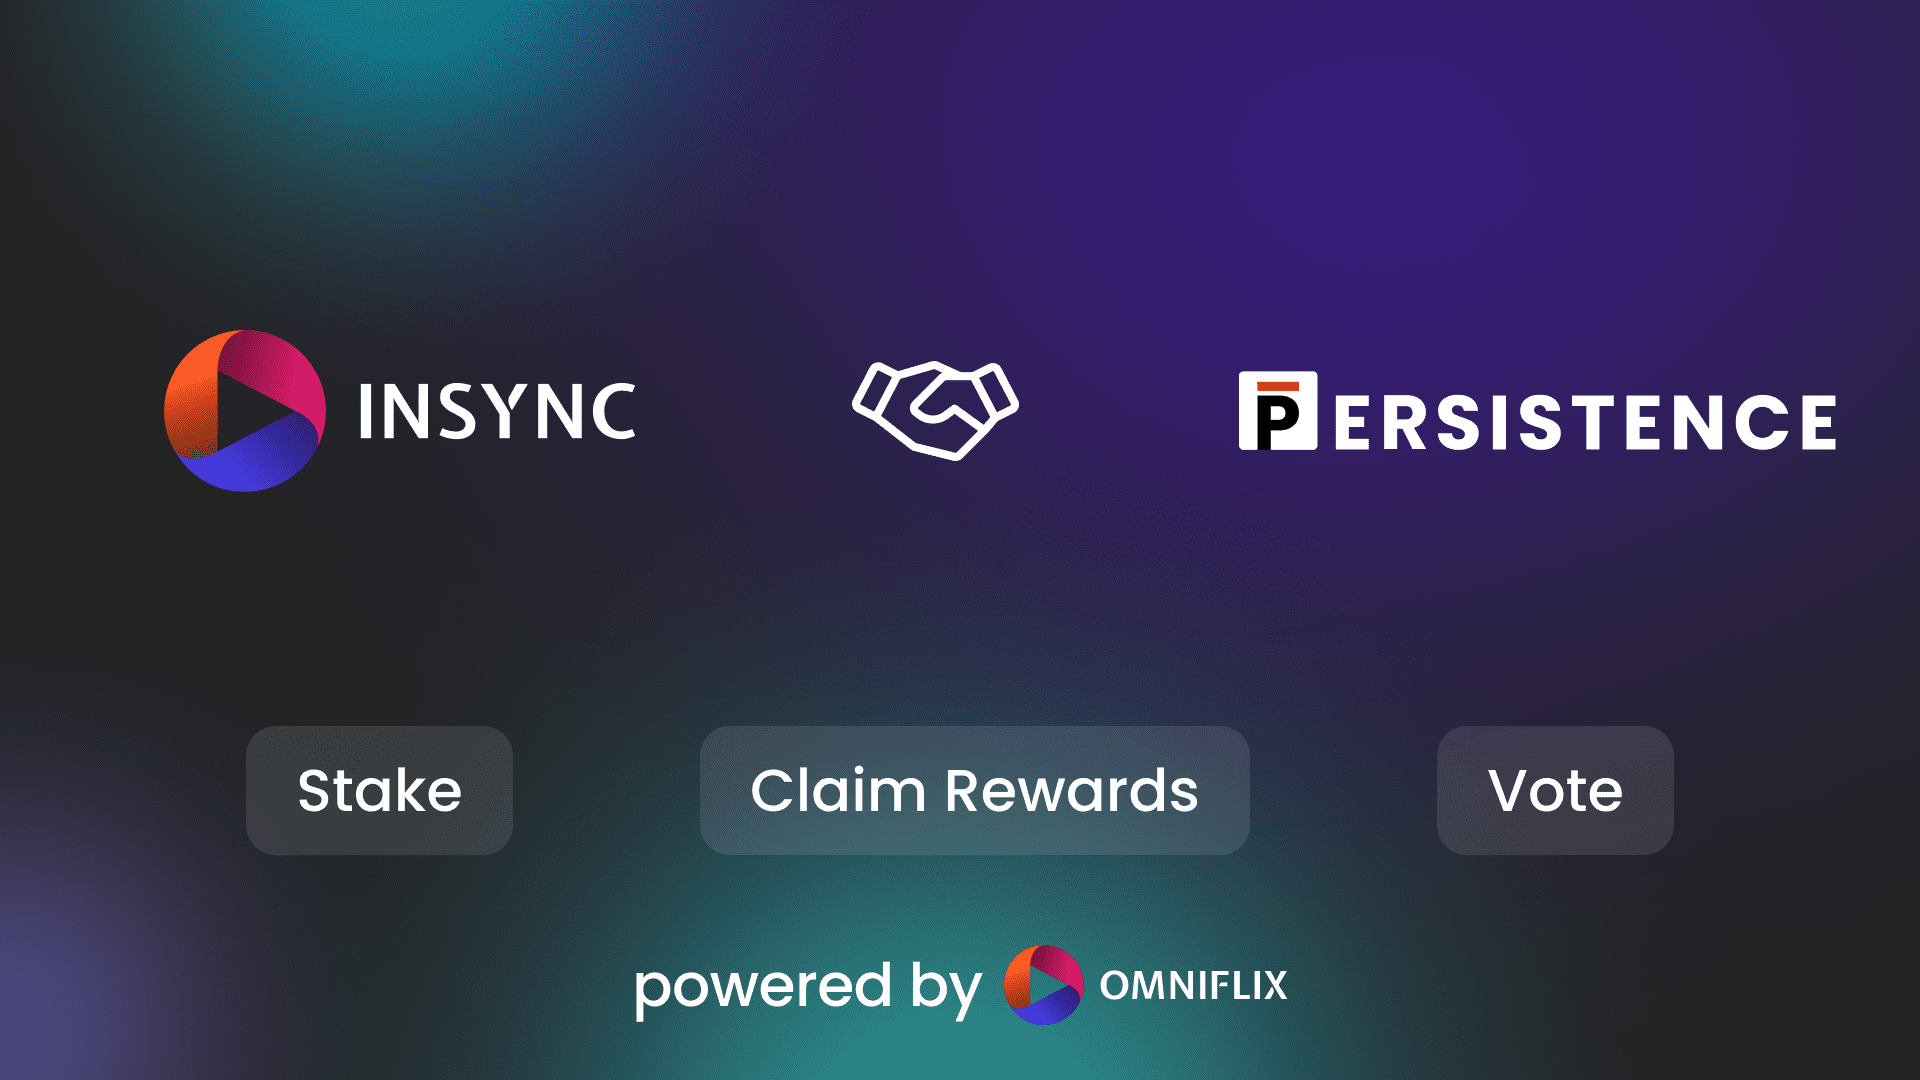 INSYNC
PERSISTENCE
Stake
Claim Rewards
Vote
powered by OMNIFLIX